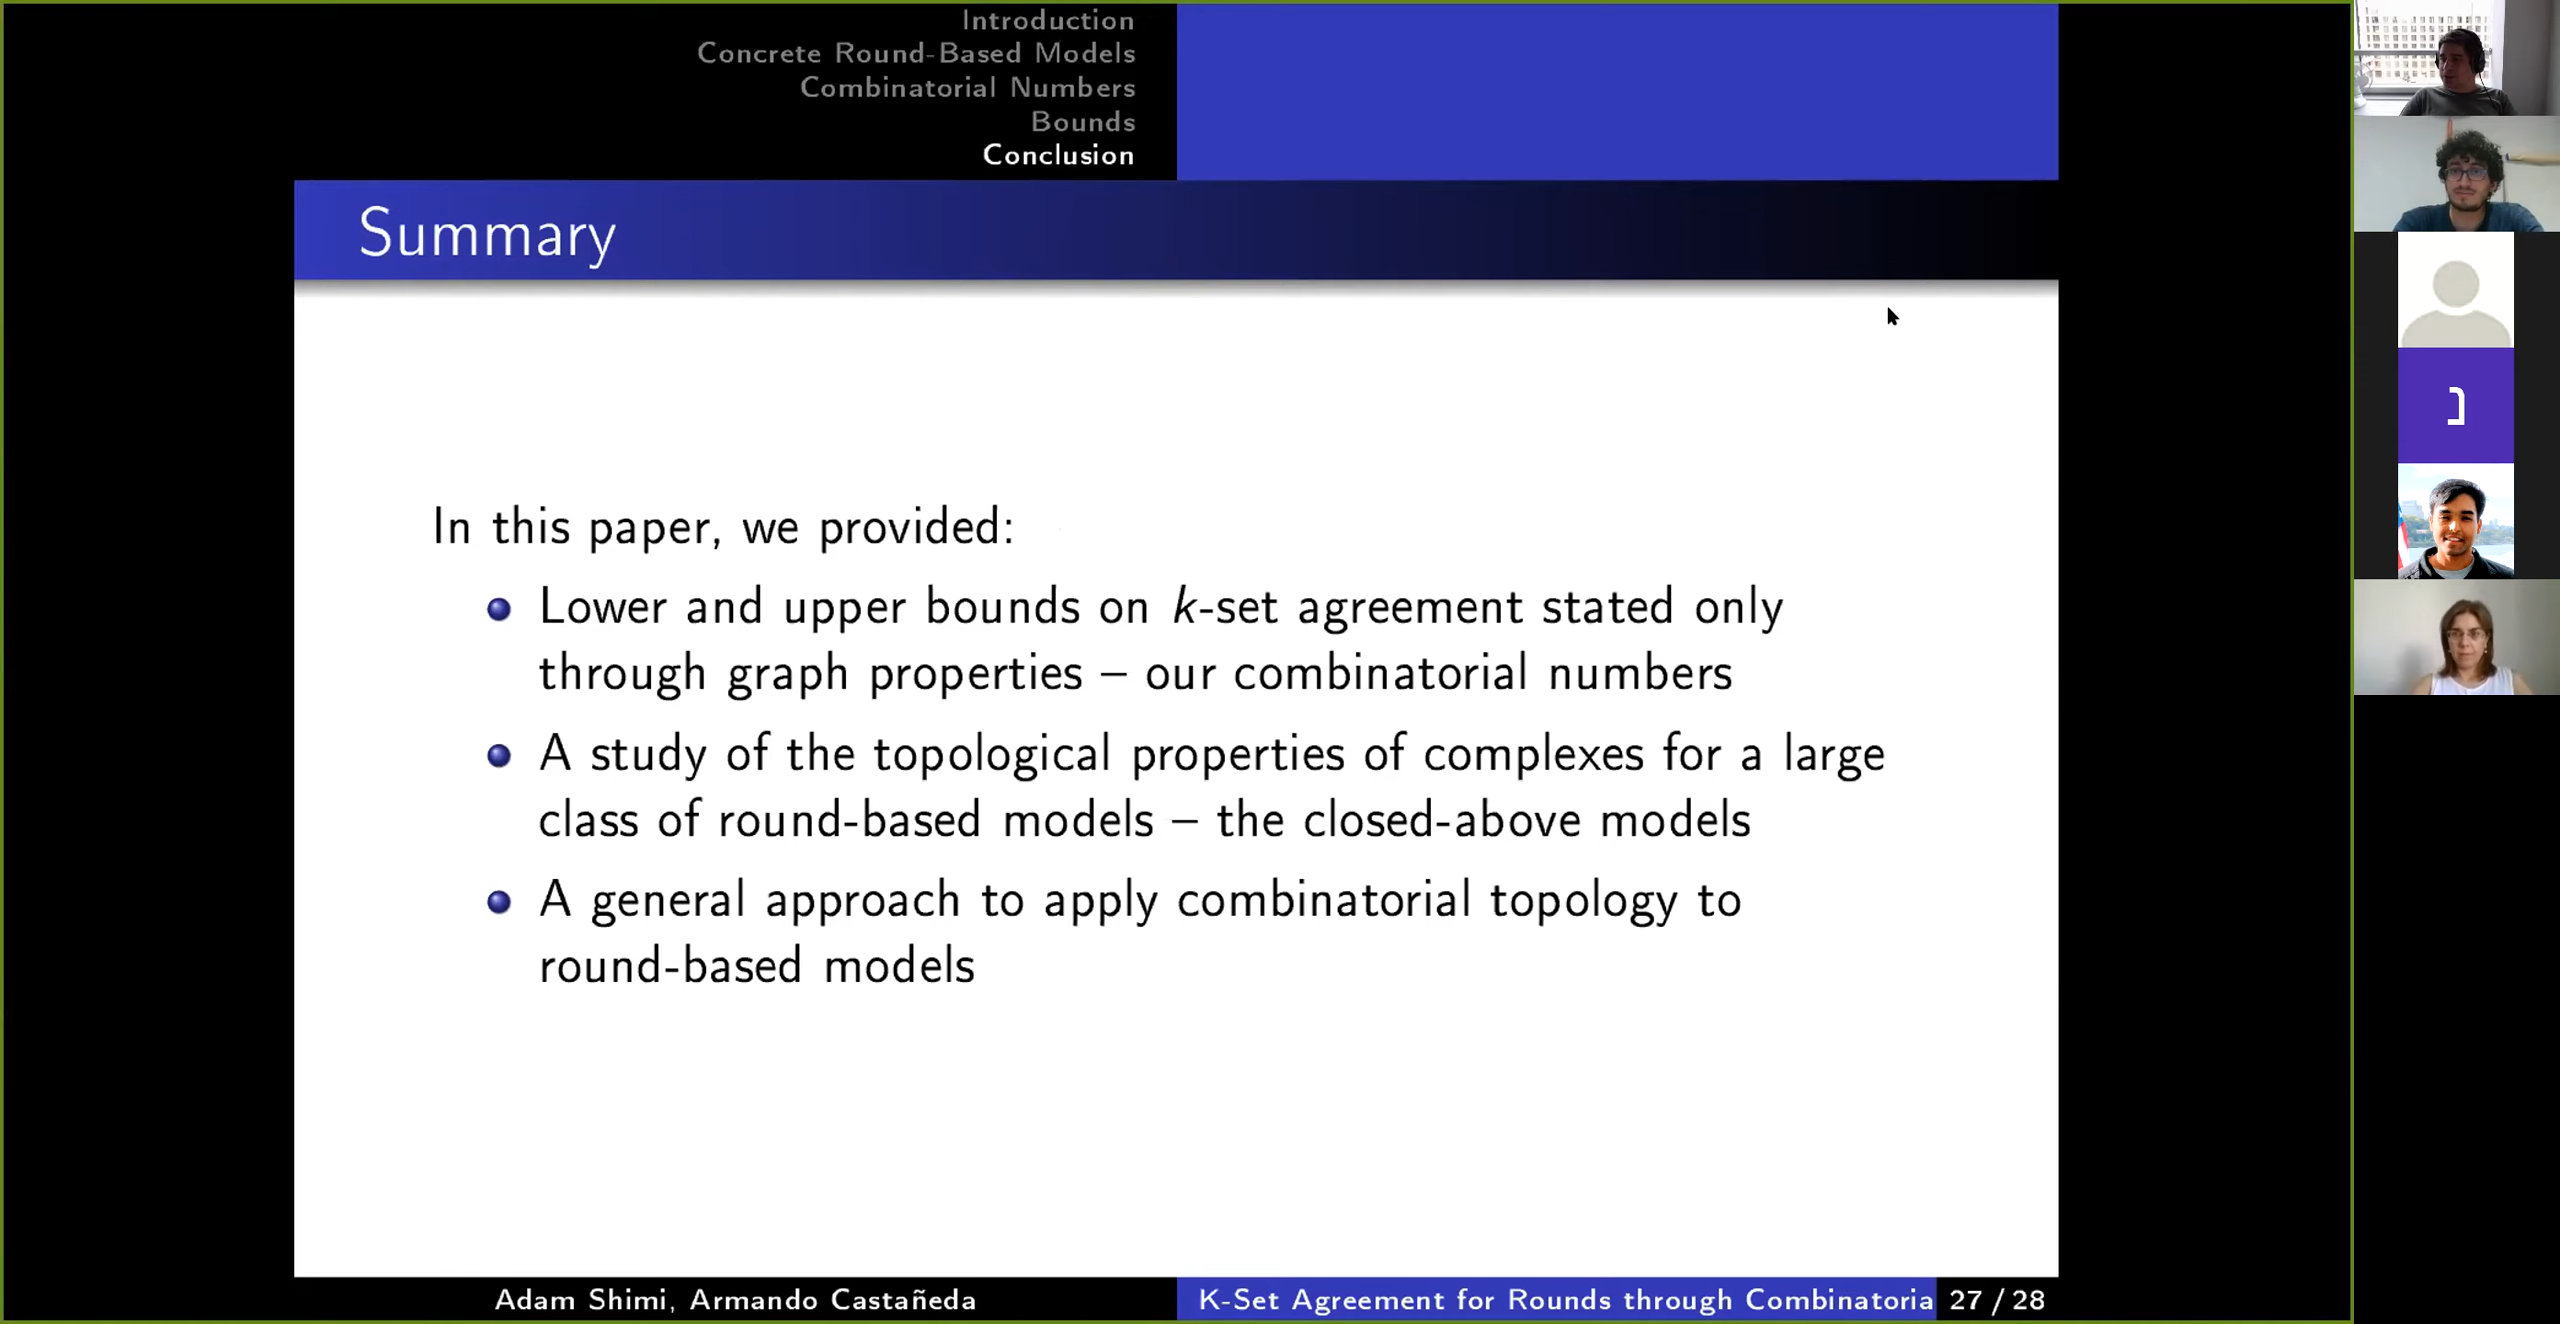 Introduction
Concrete Round-Based Models
Combinatorial Numbers
Bounds
Conclusion
Summary
In this paper, we provided:
Lower and upper bounds on k-set agreement stated only
through graph properties – our combinatorial numbers
A study of the topological properties of complexes for a large
class of round-based models – the closed-above models
A general approach to apply combinatorial topology to
round-based models
Adam Shimi, Armando Castañeda
K-Set Agreement for Rounds through Combinatoria
27 / 28
נ